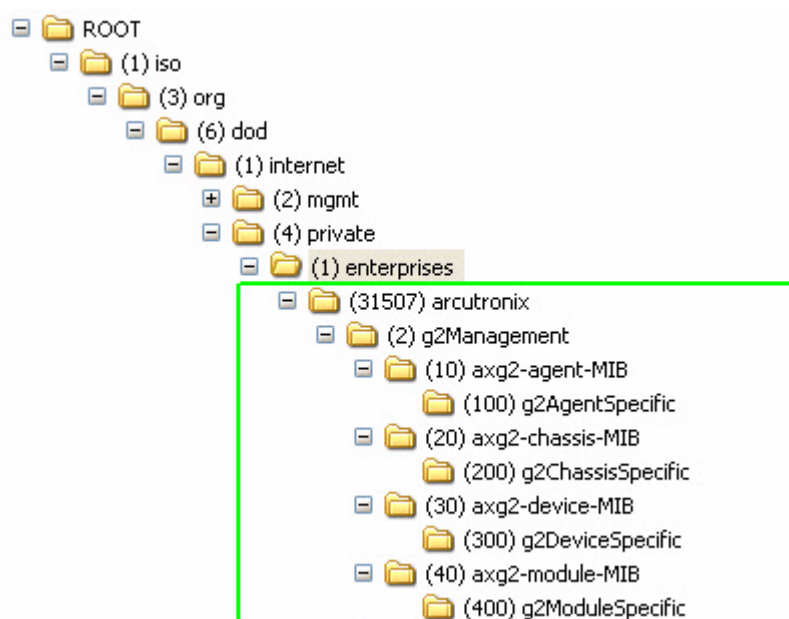 ROOT
(1) iso
(3) org
(6) dod
(1) internet
(2) mgmt
(4) private
(1) enterprises
(31507) arcutronix
(2) g2Management
(10) axg2-agent-MIB
(100) g2AgentSpecific
(20) axg2-chassis-MIB
(200) g2ChassisSpecific
(30) axg2-device-MIB
(300) g2DeviceSpecific
(40) axg2-module-MIB
(400) g2ModuleSpecific